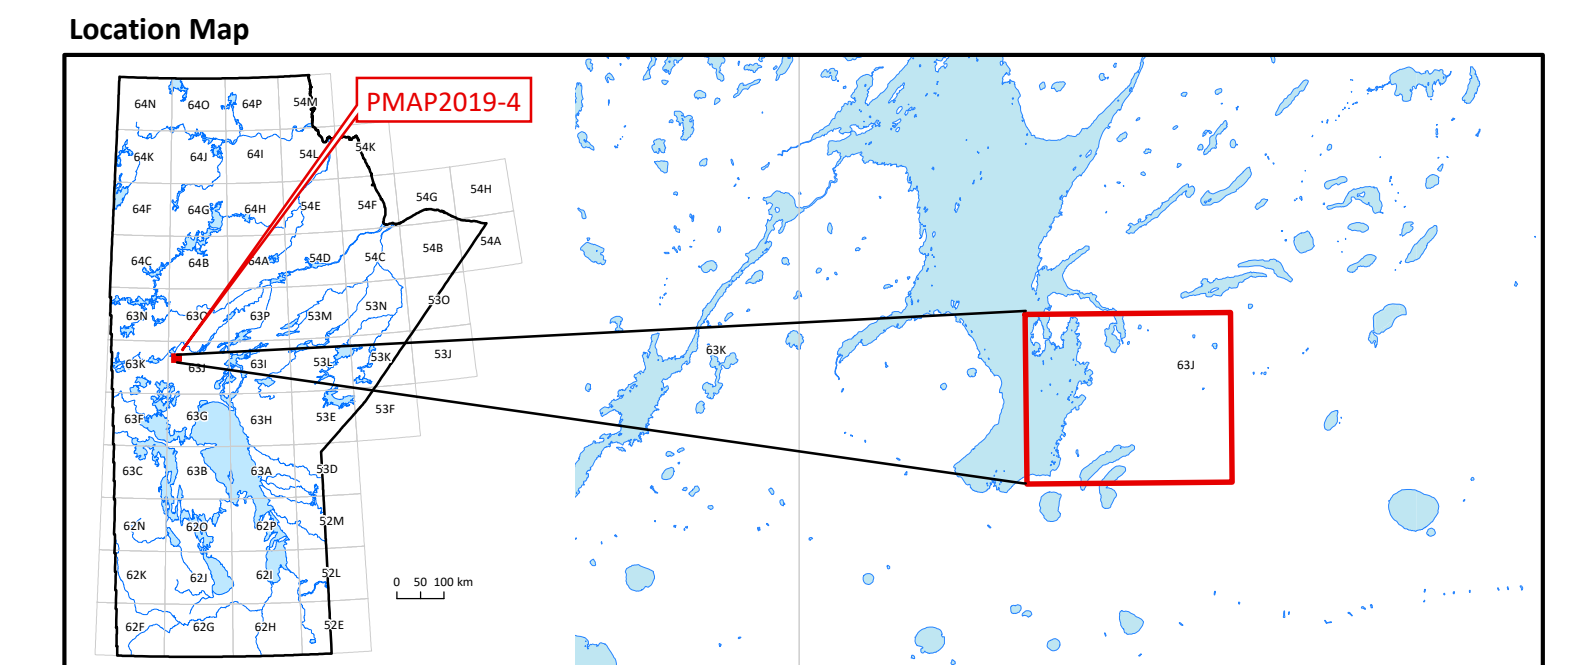 Location Map
PMAP2019-4
64N 64O 64P 54M
64K 64J 64I 54L 54K
64F 64G 64H 54E 54F 54G 54H
64C 64B 64A 54D 54C 54B 54A
63N 63O 63P 53M 53N 53O
63K 63J 63I 53L 53K 53J
63F 63G 63H 53E 53F
63C 63B 63A 53D
62N 62O 62P 52M
62K 62J 62I 52L
62F 62G 62H 52E
0 50 100 km
63K
63J